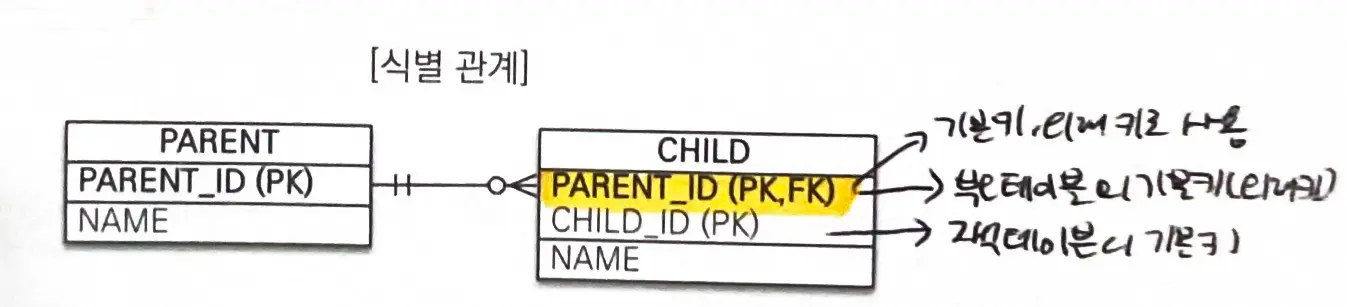 [식별 관계]
PARENT
PARENT_ID (PK)
NAME
CHILD
PARENT_ID (PK,FK)
CHILD_ID (PK)
NAME
기본키, 외래키로 사용
부모테이블의 기본키(외래키)
자식테이블의 기본키